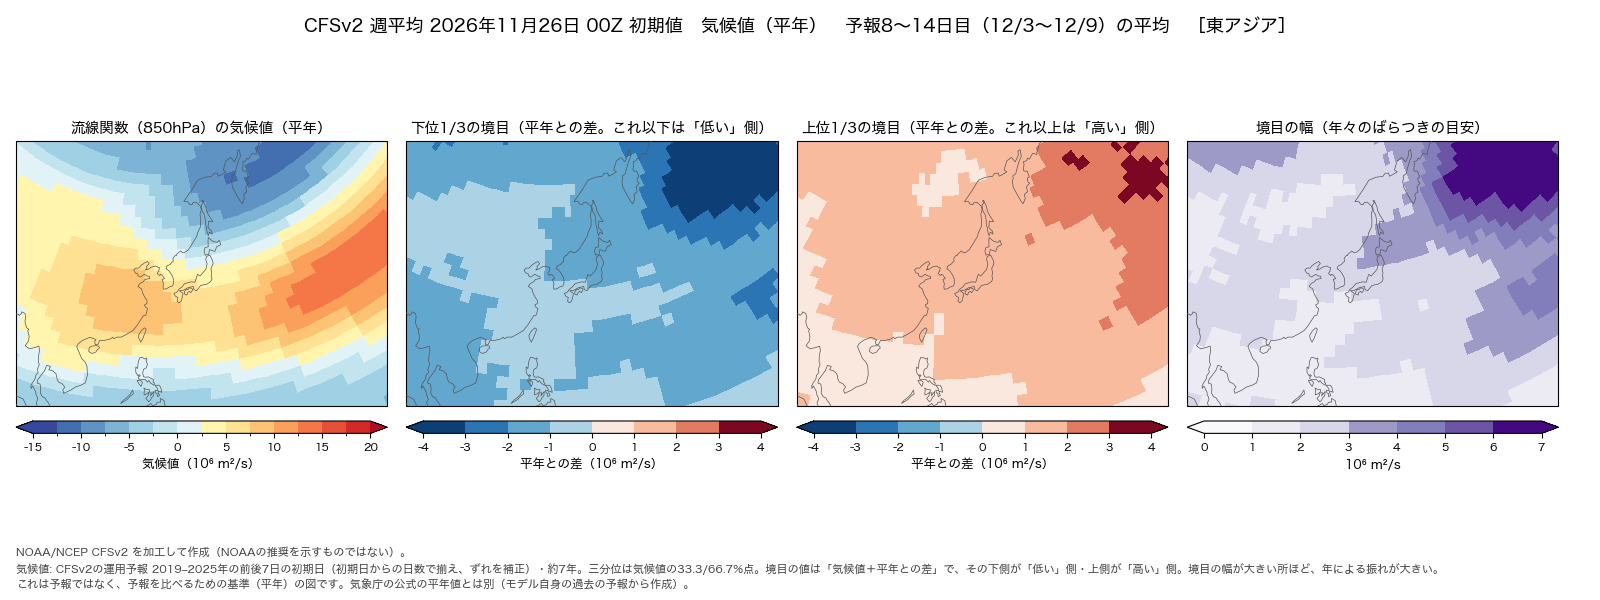 CFSv2 週平均 2026年11月26日 00Z 初期値　気候値（平年）　予報8～14日目（12/3～12/9）の平均　［東アジア］
流線関数（850hPa）の気候値（平年）
下位1/3の境目（平年との差。これ以下は「低い」側）
上位1/3の境目（平年との差。これ以上は「高い」側）
境目の幅（年々のばらつきの目安）
-15 -10 -5 0 5 10 15 20
気候値（10⁶ m²/s）
-4 -3 -2 -1 0 1 2 3 4
平年との差（10⁶ m²/s）
-4 -3 -2 -1 0 1 2 3 4
平年との差（10⁶ m²/s）
0 1 2 3 4 5 6 7
10⁶ m²/s
NOAA/NCEP CFSv2 を加工して作成（NOAAの推奨を示すものではない）。
気候値: CFSv2の運用予報 2019–2025年の前後7日の初期日（初期日からの日数で揃え、ずれを補正）・約7年。三分位は気候値の33.3/66.7%点。境目の値は「気候値＋平年との差」で、その下側が「低い」側・上側が「高い」側。境目の幅が大きい所ほど、年による振れが大きい。
これは予報ではなく、予報を比べるための基準（平年）の図です。気象庁の公式の平年値とは別（モデル自身の過去の予報から作成）。